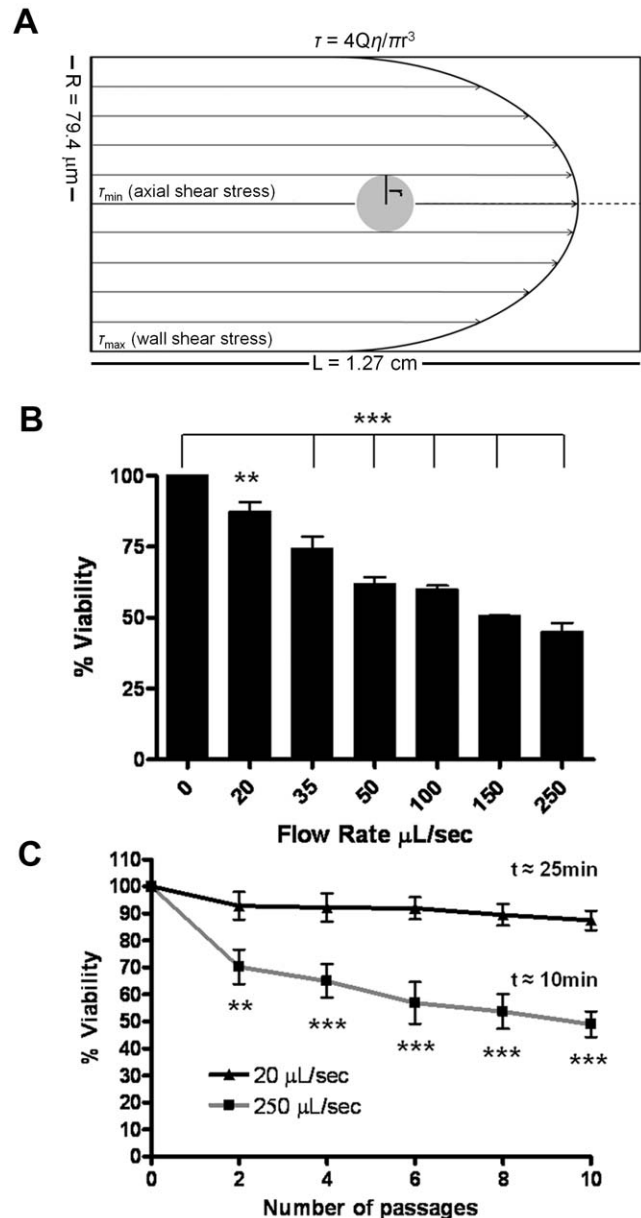 A
τ = 4Qη/πr³
R = 79.4 μm
τmin (axial shear stress)
r
τmax (wall shear stress)
L = 1.27 cm
B
***
**
100
75
50
25
0
% Viability
0 20 35 50 100 150 250
Flow Rate μL/sec
C
110
100
90
80
70
60
50
40
30
20
10
0
% Viability
t ≈ 25min
t ≈ 10min
** *** *** *** ***
20 μL/sec
250 μL/sec
0 2 4 6 8 10
Number of passages